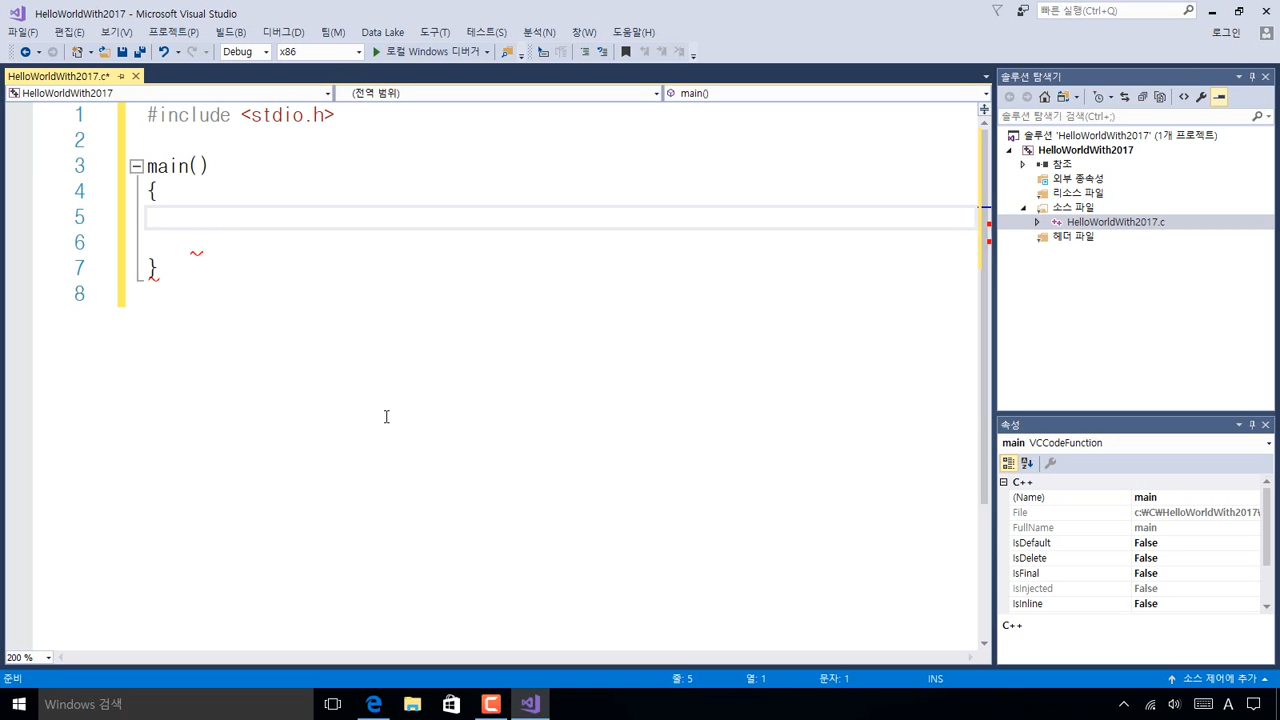 HelloWorldWith2017 - Microsoft Visual Studio
빠른 실행(Ctrl+Q)
파일(F) 편집(E) 보기(V) 프로젝트(P) 빌드(B) 디버그(D) 팀(M) Data Lake 도구(T) 테스트(S) 분석(N) 창(W) 도움말(H) 로그인
Debug x86 로컬 Windows 디버거
HelloWorldWith2017.c*
HelloWorldWith2017 (전역 범위) main()
1 #include <stdio.h>
2
3 main()
4 {
5
6
7 }
8
200 %
솔루션 탐색기
솔루션 탐색기 검색(Ctrl+;)
솔루션 'HelloWorldWith2017' (1개 프로젝트)
HelloWorldWith2017
참조
외부 종속성
리소스 파일
소스 파일
HelloWorldWith2017.c
헤더 파일
속성
main VCCodeFunction
C++
(Name) main
File c:₩C₩HelloWorldWith2017₩
FullName main
IsDefault False
IsDelete False
IsFinal False
IsInjected False
IsInline False
C++
준비 줄: 5 열: 1 문자: 1 INS 소스 제어에 추가
Windows 검색 A